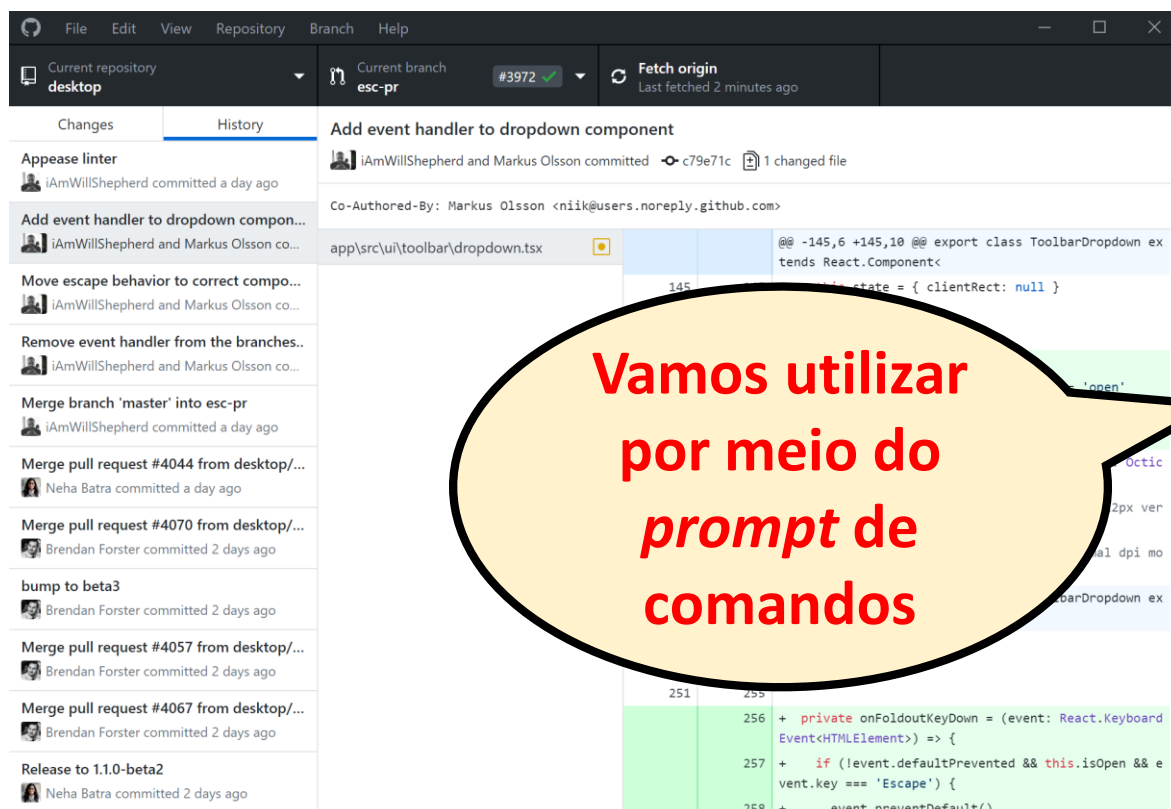 File Edit View Repository Branch Help
Current repository
desktop
Current branch
esc-pr
#3972
Fetch origin
Last fetched 2 minutes ago
Changes History
Appease linter
iAmWillShepherd committed a day ago
Add event handler to dropdown compon...
iAmWillShepherd and Markus Olsson co...
Move escape behavior to correct compo...
iAmWillShepherd and Markus Olsson co...
Remove event handler from the branches..
iAmWillShepherd and Markus Olsson co...
Merge branch 'master' into esc-pr
iAmWillShepherd committed a day ago
Merge pull request #4044 from desktop/...
Neha Batra committed a day ago
Merge pull request #4070 from desktop/...
Brendan Forster committed 2 days ago
bump to beta3
Brendan Forster committed 2 days ago
Merge pull request #4057 from desktop/...
Brendan Forster committed 2 days ago
Merge pull request #4067 from desktop/...
Brendan Forster committed 2 days ago
Release to 1.1.0-beta2
Neha Batra committed 2 days ago
Add event handler to dropdown component
iAmWillShepherd and Markus Olsson committed c79e71c 1 changed file
Co-Authored-By: Markus Olsson <niik@users.noreply.github.com>
app\src\ui\toolbar\dropdown.tsx
@@ -145,6 +145,10 @@ export class ToolbarDropdown ex
tends React.Component<
145 state = { clientRect: null }
'open'
Octic
2px ver
dpi mo
Dropdown ex
Vamos utilizar
por meio do
prompt de
comandos
251 255
256 + private onFoldoutKeyDown = (event: React.Keyboard
Event<HTMLElement>) => {
257 + if (!event.defaultPrevented && this.isOpen && e
vent.key === 'Escape') {
258 + event.preventDefault()